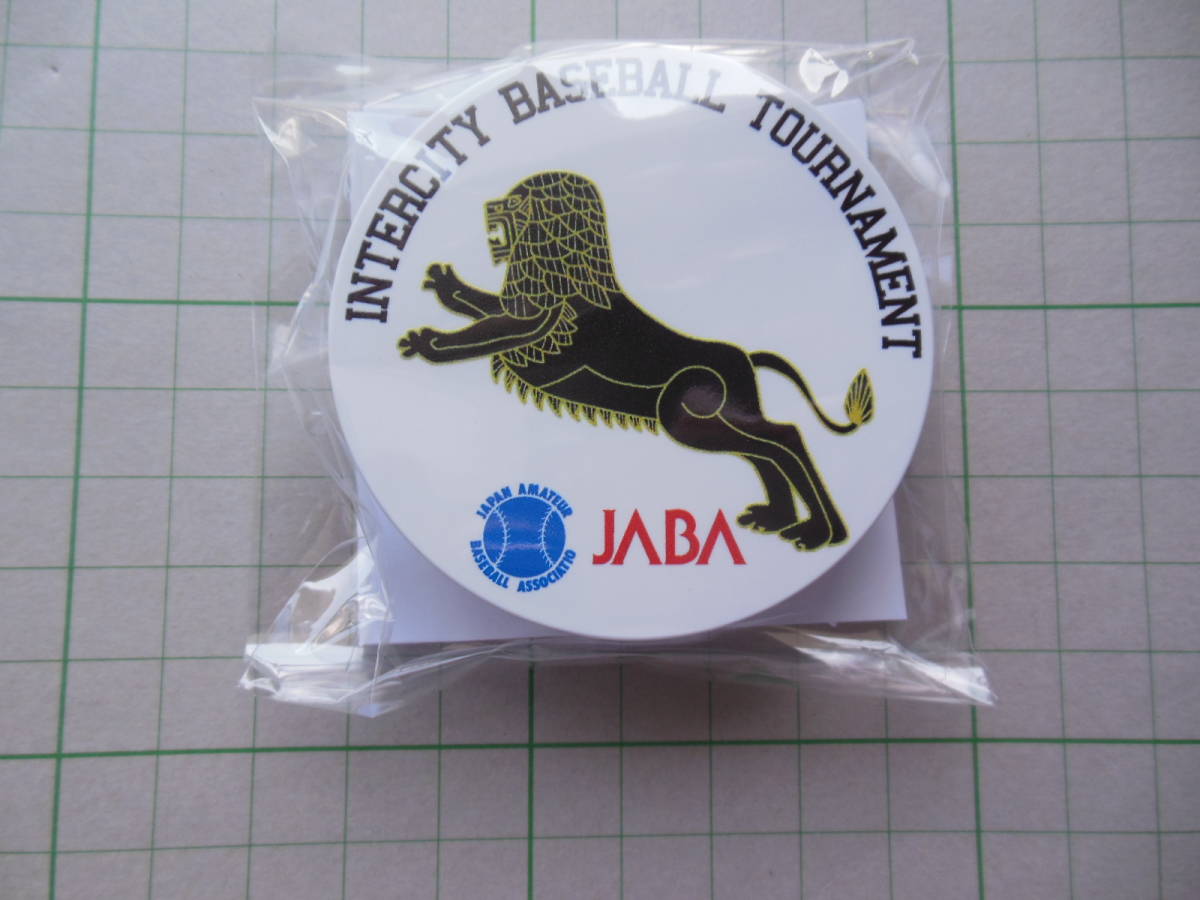 INTERCITY BASEBALL TOURNAMENT
JAPAN AMATEUR
BASEBALL ASSOCIATIO
JABA